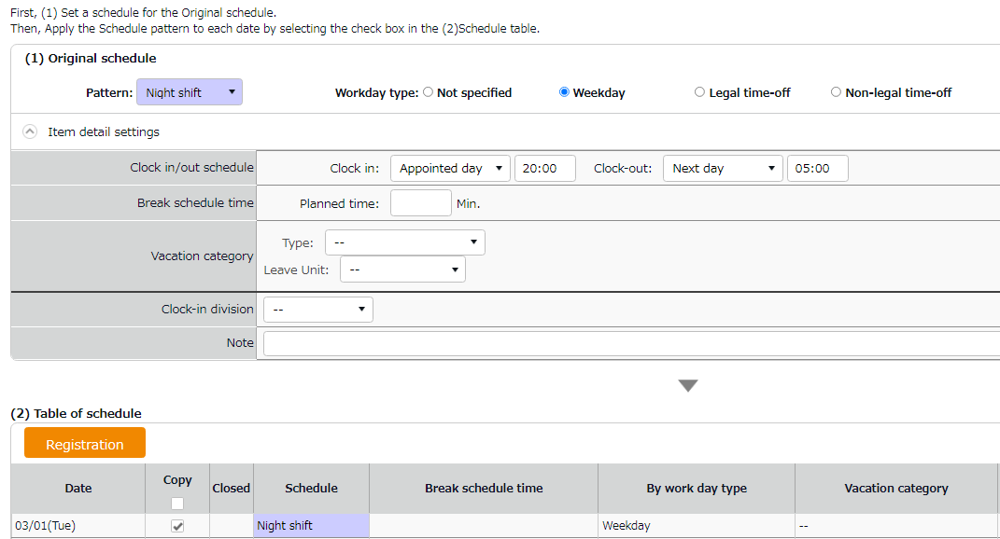 First, (1) Set a schedule for the Original schedule.
Then, Apply the Schedule pattern to each date by selecting the check box in the (2)Schedule table.
(1) Original schedule
Pattern: Night shift Workday type: Not specified Weekday Legal time-off Non-legal time-off
Item detail settings
Clock in/out schedule Clock in: Appointed day 20:00 Clock-out: Next day 05:00
Break schedule time Planned time: Min.
Vacation category Type: --
Leave Unit: --
Clock-in division --
Note
(2) Table of schedule
Registration
Date Copy Closed Schedule Break schedule time By work day type Vacation category
03/01(Tue) Night shift Weekday --